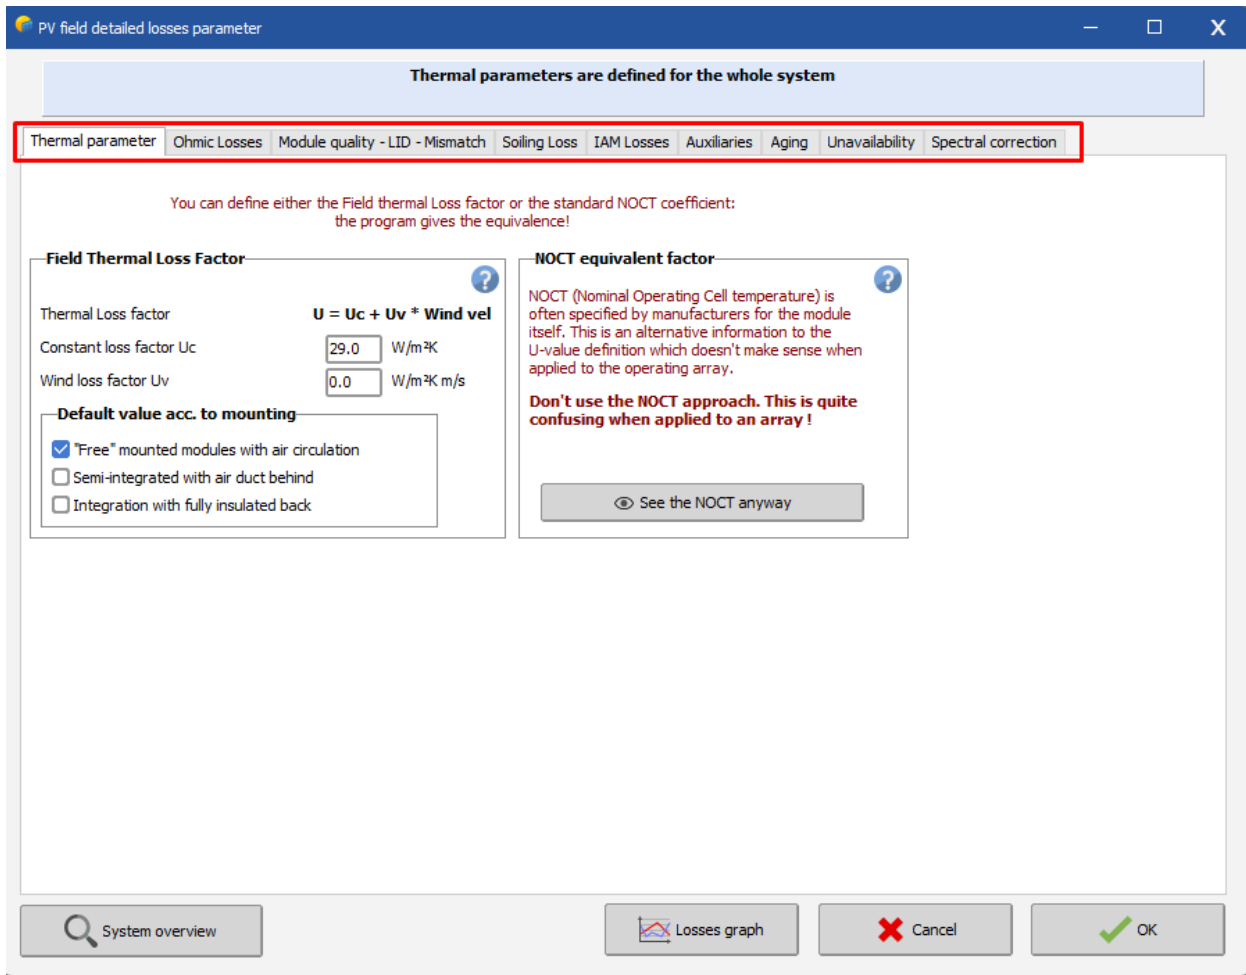 PV field detailed losses parameter
Thermal parameters are defined for the whole system
Thermal parameter Ohmic Losses Module quality - LID - Mismatch Soiling Loss IAM Losses Auxiliaries Aging Unavailability Spectral correction
You can define either the Field thermal Loss factor or the standard NOCT coefficient:
the program gives the equivalence!
Field Thermal Loss Factor
?
Thermal Loss factor U = Uc + Uv * Wind vel
Constant loss factor Uc 29.0 W/m²K
Wind loss factor Uv 0.0 W/m²K m/s
Default value acc. to mounting
"Free" mounted modules with air circulation
Semi-integrated with air duct behind
Integration with fully insulated back
NOCT equivalent factor
?
NOCT (Nominal Operating Cell temperature) is
often specified by manufacturers for the module
itself. This is an alternative information to the
U-value definition which doesn't make sense when
applied to the operating array.
Don't use the NOCT approach. This is quite
confusing when applied to an array !
See the NOCT anyway
System overview Losses graph Cancel OK